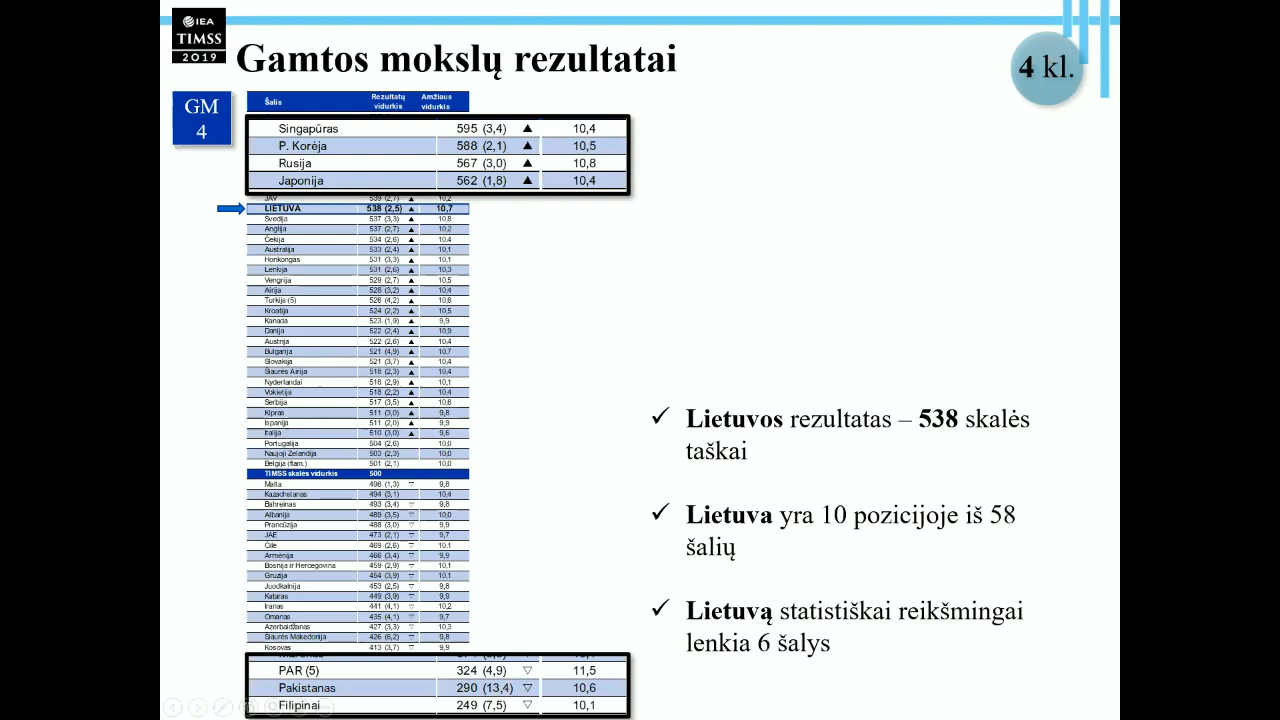 IEA
TIMSS
2019
Gamtos mokslų rezultatai
4 kl.
GM
4
Šalis Rezultatų vidurkis Amžiaus vidurkis
Singapūras 595 (3,4) ▲ 10,4
P. Korėja 588 (2,1) ▲ 10,5
Rusija 567 (3,0) ▲ 10,8
Japonija 562 (1,8) ▲ 10,4
JAV 539 (2,7) ▲ 10,2
LIETUVA 538 (2,5) ▲ 10,7
Švedija 537 (3,3) ▲ 10,8
Anglija 537 (2,7) ▲ 10,2
Čekija 534 (2,6) ▲ 10,4
Australija 533 (2,4) ▲ 10,1
Honkongas 531 (3,3) ▲ 10,1
Lenkija 531 (2,6) ▲ 10,3
Vengrija 529 (2,7) ▲ 10,5
Airija 528 (3,2) ▲ 10,4
Turkija (5) 526 (4,2) ▲ 10,6
Kroatija 524 (2,2) ▲ 10,5
Kanada 523 (1,9) ▲ 9,9
Danija 522 (2,4) ▲ 10,9
Austrija 522 (2,6) ▲ 10,4
Bulgarija 521 (4,9) ▲ 10,7
Slovakija 521 (3,7) ▲ 10,4
Šiaurės Airija 518 (2,3) ▲ 10,4
Nyderlandai 518 (2,9) ▲ 10,1
Vokietija 518 (2,2) ▲ 10,4
Serbija 517 (3,5) ▲ 10,6
Kipras 511 (3,0) ▲ 9,8
Ispanija 511 (2,0) ▲ 9,9
Italija 510 (3,0) ▲ 9,6
Portugalija 504 (2,6) 10,0
Naujoji Zelandija 503 (2,3) 10,0
Belgija (flam.) 501 (2,1) 10,0
TIMSS skalės vidurkis 500
Malta 496 (1,3) ▽ 9,8
Kazachstanas 494 (3,1) 10,4
Bahreinas 493 (3,4) ▽ 9,8
Albanija 489 (3,5) ▽ 10,0
Prancūzija 488 (3,0) ▽ 9,9
JAE 473 (2,1) ▽ 9,7
Čilė 469 (2,6) ▽ 10,1
Armėnija 466 (3,4) ▽ 9,9
Bosnija ir Hercegovina 459 (2,9) ▽ 10,1
Gruzija 454 (3,9) ▽ 10,1
Juodkalnija 453 (2,5) ▽ 9,8
Kataras 449 (3,9) ▽ 9,9
Iranas 441 (4,1) ▽ 10,2
Omanas 435 (4,1) ▽ 9,7
Azerbaidžanas 427 (3,3) ▽ 10,3
Šiaurės Makedonija 426 (6,2) ▽ 9,8
Kosovas 413 (3,7) ▽ 9,9
PAR (5) 324 (4,9) ▽ 11,5
Pakistanas 290 (13,4) ▽ 10,6
Filipinai 249 (7,5) ▽ 10,1
✓ Lietuvos rezultatas – 538 skalės
taškai
✓ Lietuva yra 10 pozicijoje iš 58
šalių
✓ Lietuvą statistiškai reikšmingai
lenkia 6 šalys